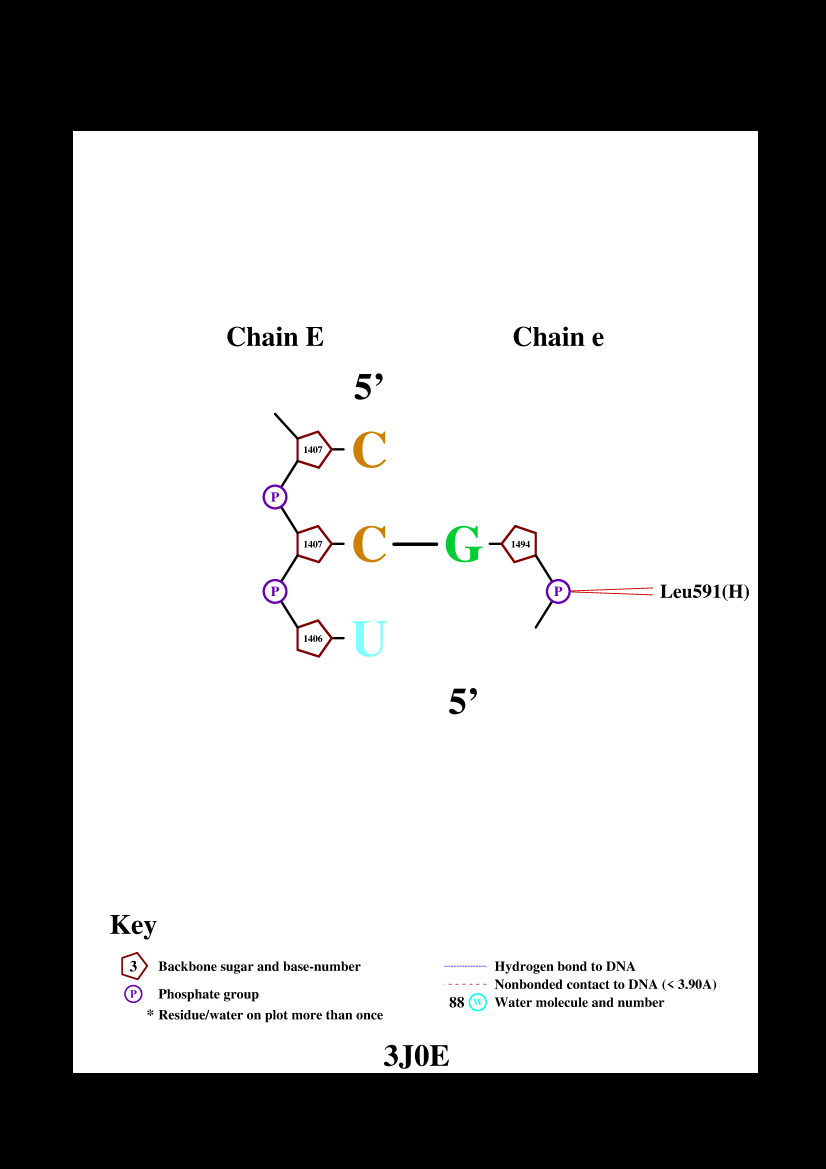 Chain E
Chain e
5’
1407
C
P
1407
C
G
1494
P
P
Leu591(H)
1406
U
5’
Key
3 Backbone sugar and base-number
P Phosphate group
* Residue/water on plot more than once
Hydrogen bond to DNA
Nonbonded contact to DNA (< 3.90A)
88 W Water molecule and number
3J0E